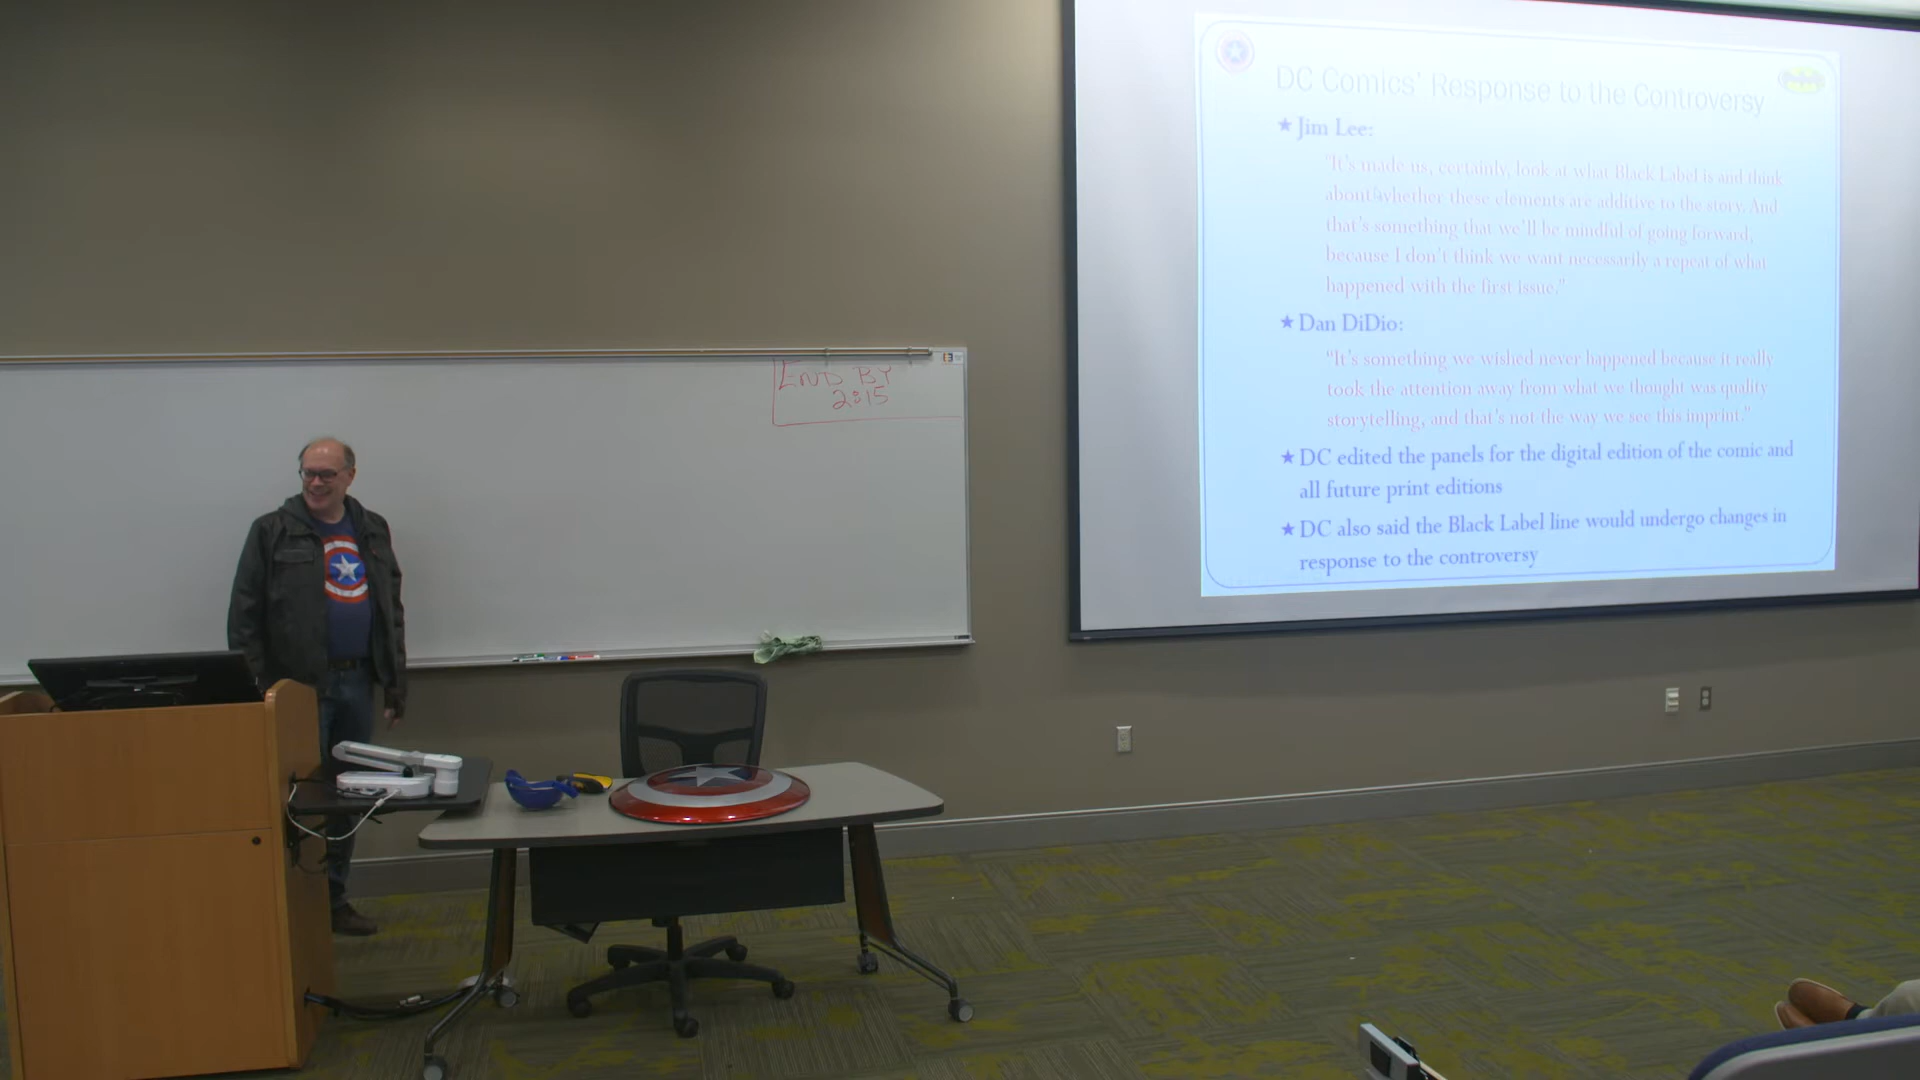 END BY
2:15
DC Comics' Response to the Controversy
★ Jim Lee:
"It's made us, certainly, look at what Black Label is and think
about whether these elements are additive to the story. And
that's something that we'll be mindful of going forward,
because I don't think we want necessarily a repeat of what
happened with the first issue."
★ Dan DiDio:
"It's something we wished never happened because it really
took the attention away from what we thought was quality
storytelling, and that's not the way we see this imprint."
★ DC edited the panels for the digital edition of the comic and
all future print editions
★ DC also said the Black Label line would undergo changes in
response to the controversy